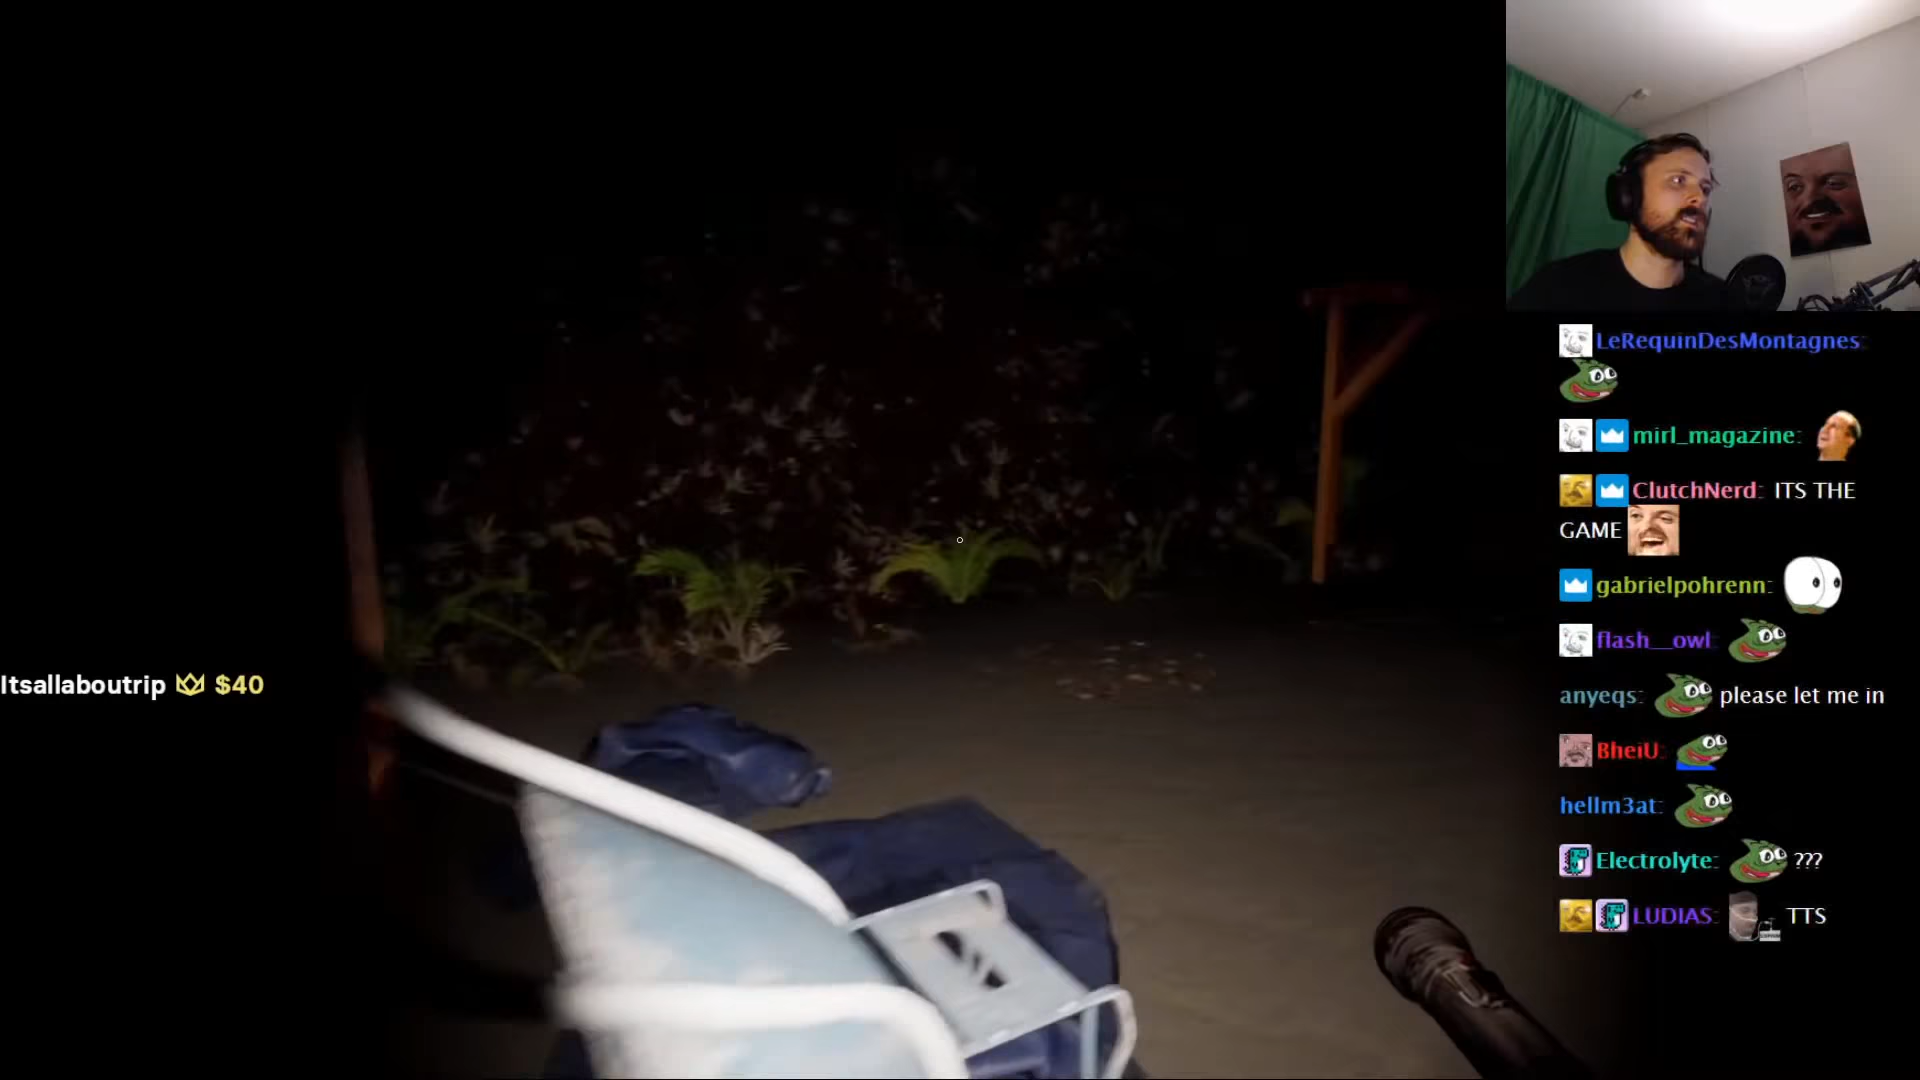 Itsallaboutrip $40
LeRequinDesMontagnes:
mirl_magazine:
ClutchNerd: ITS THE
GAME
gabrielpohrenn:
flash__owl:
anyeqs: please let me in
BheiU:
hellm3at:
Electrolyte: ???
LUDIAS: TTS